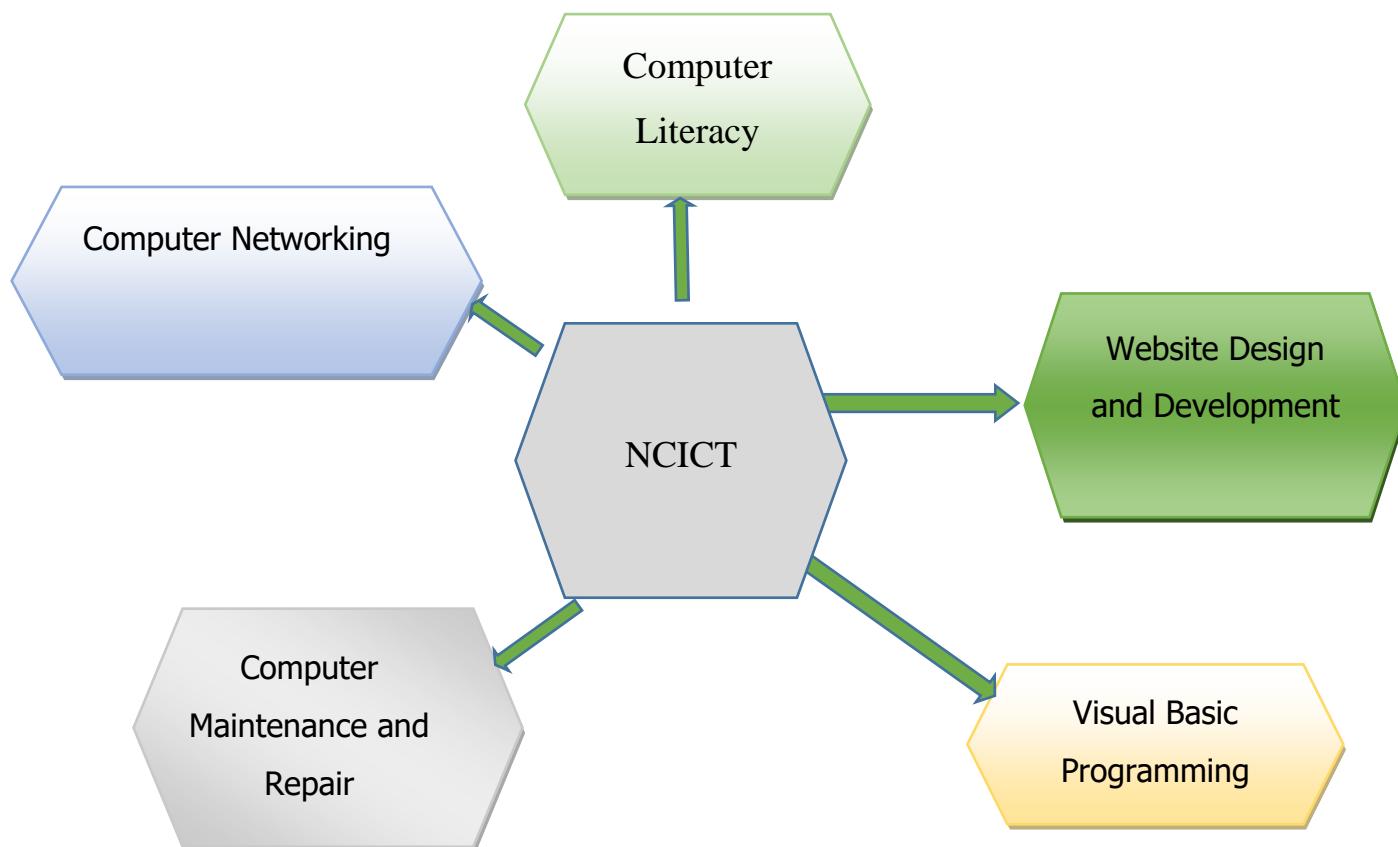 Computer
Literacy
Computer Networking
Website Design
and Development
NCICT
Computer
Maintenance and
Repair
Visual Basic
Programming